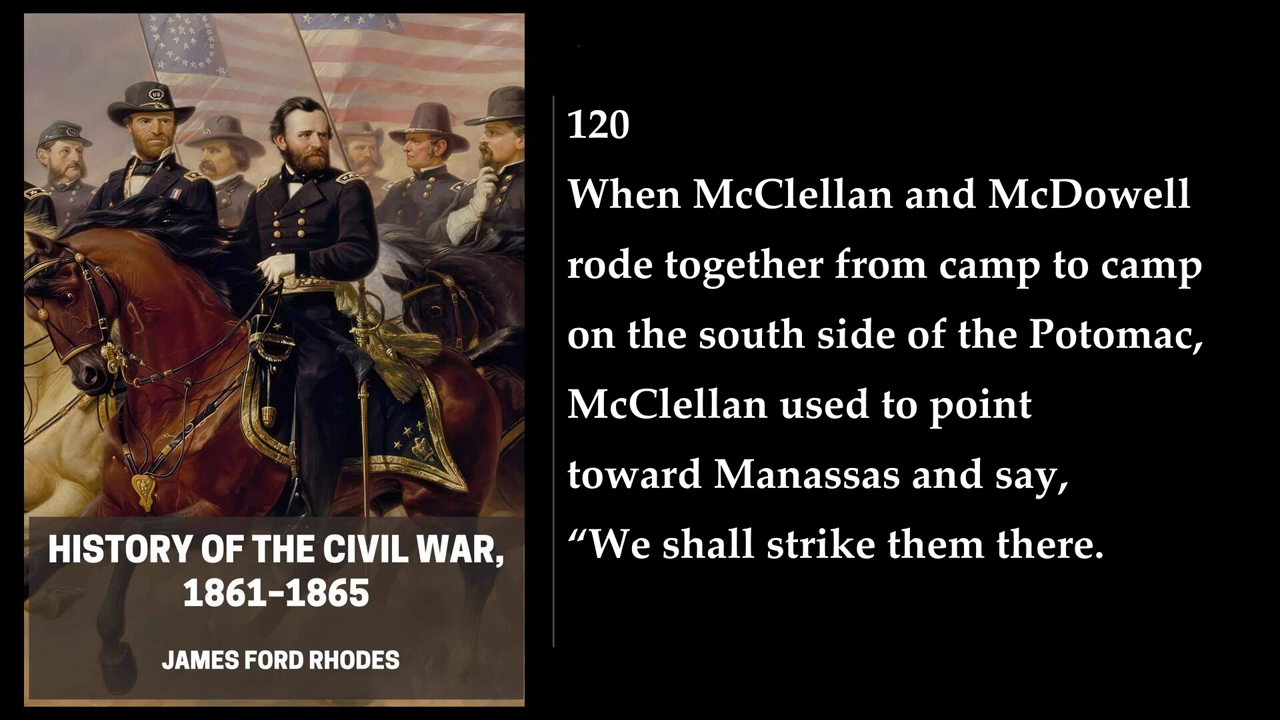 HISTORY OF THE CIVIL WAR,
1861–1865
JAMES FORD RHODES
120
When McClellan and McDowell
rode together from camp to camp
on the south side of the Potomac,
McClellan used to point
toward Manassas and say,
“We shall strike them there.